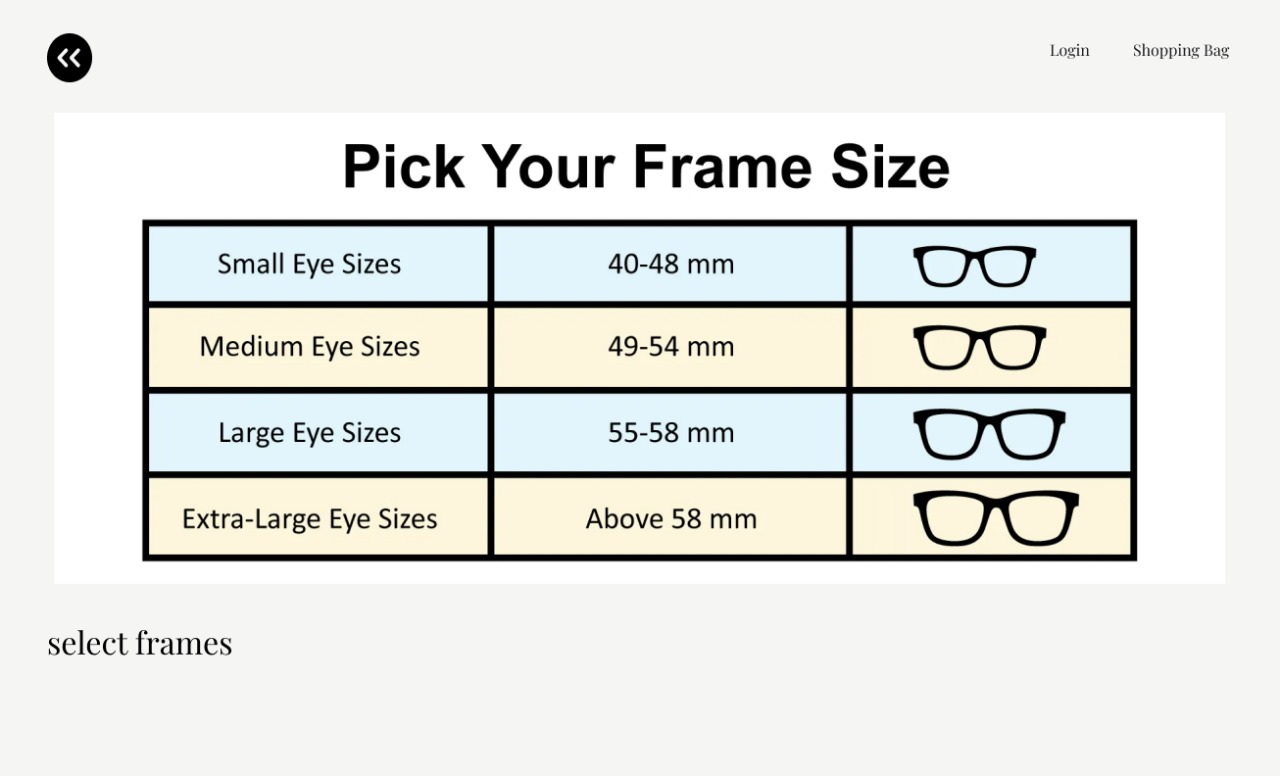 Login Shopping Bag
Pick Your Frame Size
Small Eye Sizes 40-48 mm
Medium Eye Sizes 49-54 mm
Large Eye Sizes 55-58 mm
Extra-Large Eye Sizes Above 58 mm
select frames